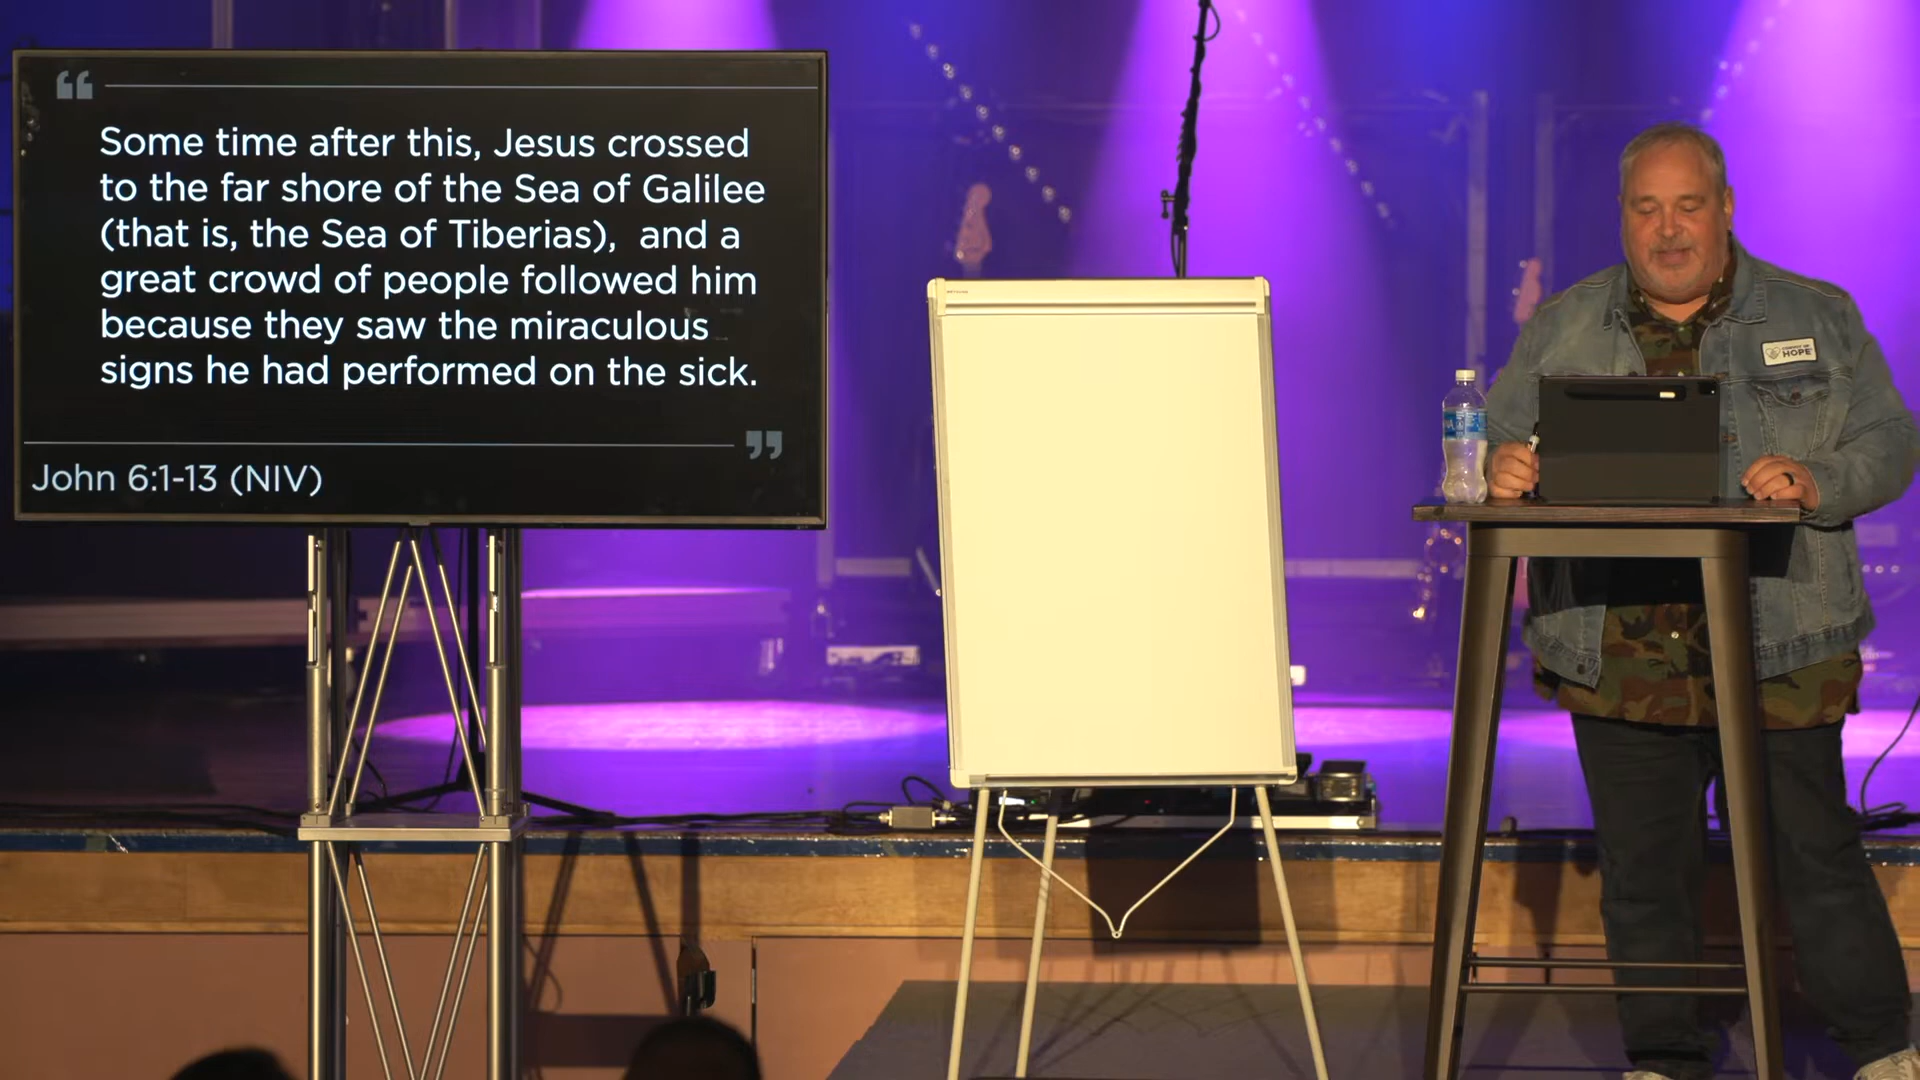 Some time after this, Jesus crossed
to the far shore of the Sea of Galilee
(that is, the Sea of Tiberias), and a
great crowd of people followed him
because they saw the miraculous
signs he had performed on the sick.
John 6:1-13 (NIV)
HOPE